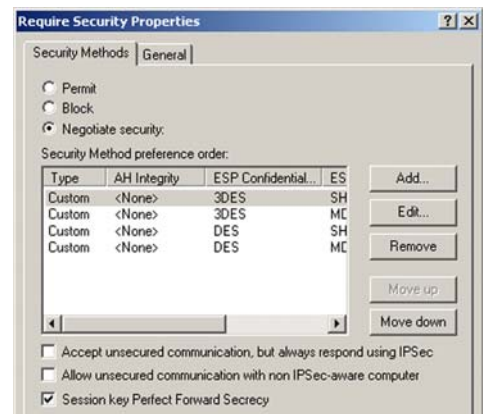 Require Security Properties
Security Methods
General
Permit
Block
Negotiate security:
Security Method preference order:
Type AH Integrity ESP Confidential... ES
Custom <None> 3DES SH
Custom <None> 3DES MD
Custom <None> DES SH
Custom <None> DES MD
Add...
Edit...
Remove
Move up
Move down
Accept unsecured communication, but always respond using IPSec
Allow unsecured communication with non IPSec-aware computer
Session key Perfect Forward Secrecy